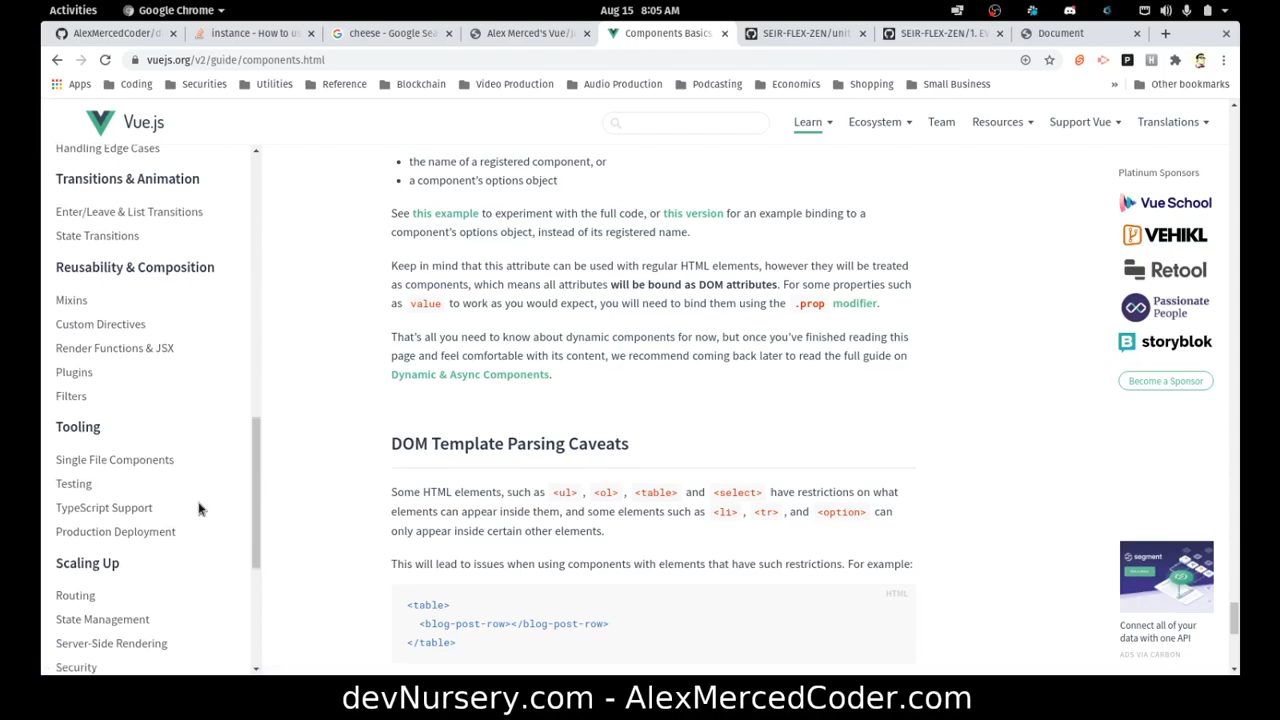 Activities
Google Chrome
Aug 15 8:05 AM
AlexMercedCoder/d
instance - How to u
cheese - Google Sea
Alex Merced's Vue/J
Components Basics
SEIR-FLEX-ZEN/unit
SEIR-FLEX-ZEN/1. Ev
Document
vuejs.org/v2/guide/components.html
Apps
Coding
Securities
Utilities
Reference
Blockchain
Video Production
Audio Production
Podcasting
Economics
Shopping
Small Business
»
Other bookmarks
Vue.js
Learn
Ecosystem
Team
Resources
Support Vue
Translations
Handling Edge Cases
Transitions & Animation
Enter/Leave & List Transitions
State Transitions
Reusability & Composition
Mixins
Custom Directives
Render Functions & JSX
Plugins
Filters
Tooling
Single File Components
Testing
TypeScript Support
Production Deployment
Scaling Up
Routing
State Management
Server-Side Rendering
Security
the name of a registered component, or
a component's options object
See this example to experiment with the full code, or this version for an example binding to a
component's options object, instead of its registered name.
Keep in mind that this attribute can be used with regular HTML elements, however they will be treated
as components, which means all attributes will be bound as DOM attributes. For some properties such
as value to work as you would expect, you will need to bind them using the .prop modifier.
That's all you need to know about dynamic components for now, but once you've finished reading this
page and feel comfortable with its content, we recommend coming back later to read the full guide on
Dynamic & Async Components.
DOM Template Parsing Caveats
Some HTML elements, such as <ul> , <ol> , <table> and <select> have restrictions on what
elements can appear inside them, and some elements such as <li> , <tr> , and <option> can
only appear inside certain other elements.
This will lead to issues when using components with elements that have such restrictions. For example:
HTML
<table>
<blog-post-row></blog-post-row>
</table>
Platinum Sponsors
Vue School
VEHIKL
Retool
Passionate
People
storyblok
Become a Sponsor
segment
Connect all of your
data with one API
ADS VIA CARBON
devNursery.com - AlexMercedCoder.com